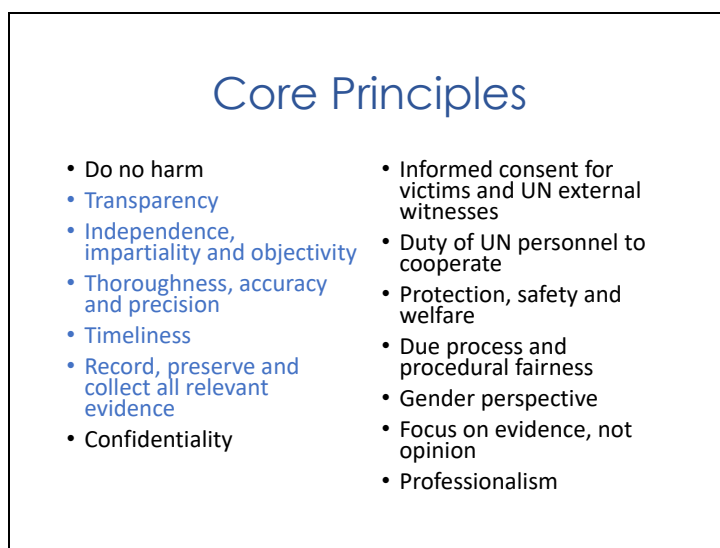 Core Principles
• Do no harm
• Transparency
• Independence,
impartiality and objectivity
• Thoroughness, accuracy
and precision
• Timeliness
• Record, preserve and
collect all relevant
evidence
• Confidentiality
• Informed consent for
victims and UN external
witnesses
• Duty of UN personnel to
cooperate
• Protection, safety and
welfare
• Due process and
procedural fairness
• Gender perspective
• Focus on evidence, not
opinion
• Professionalism